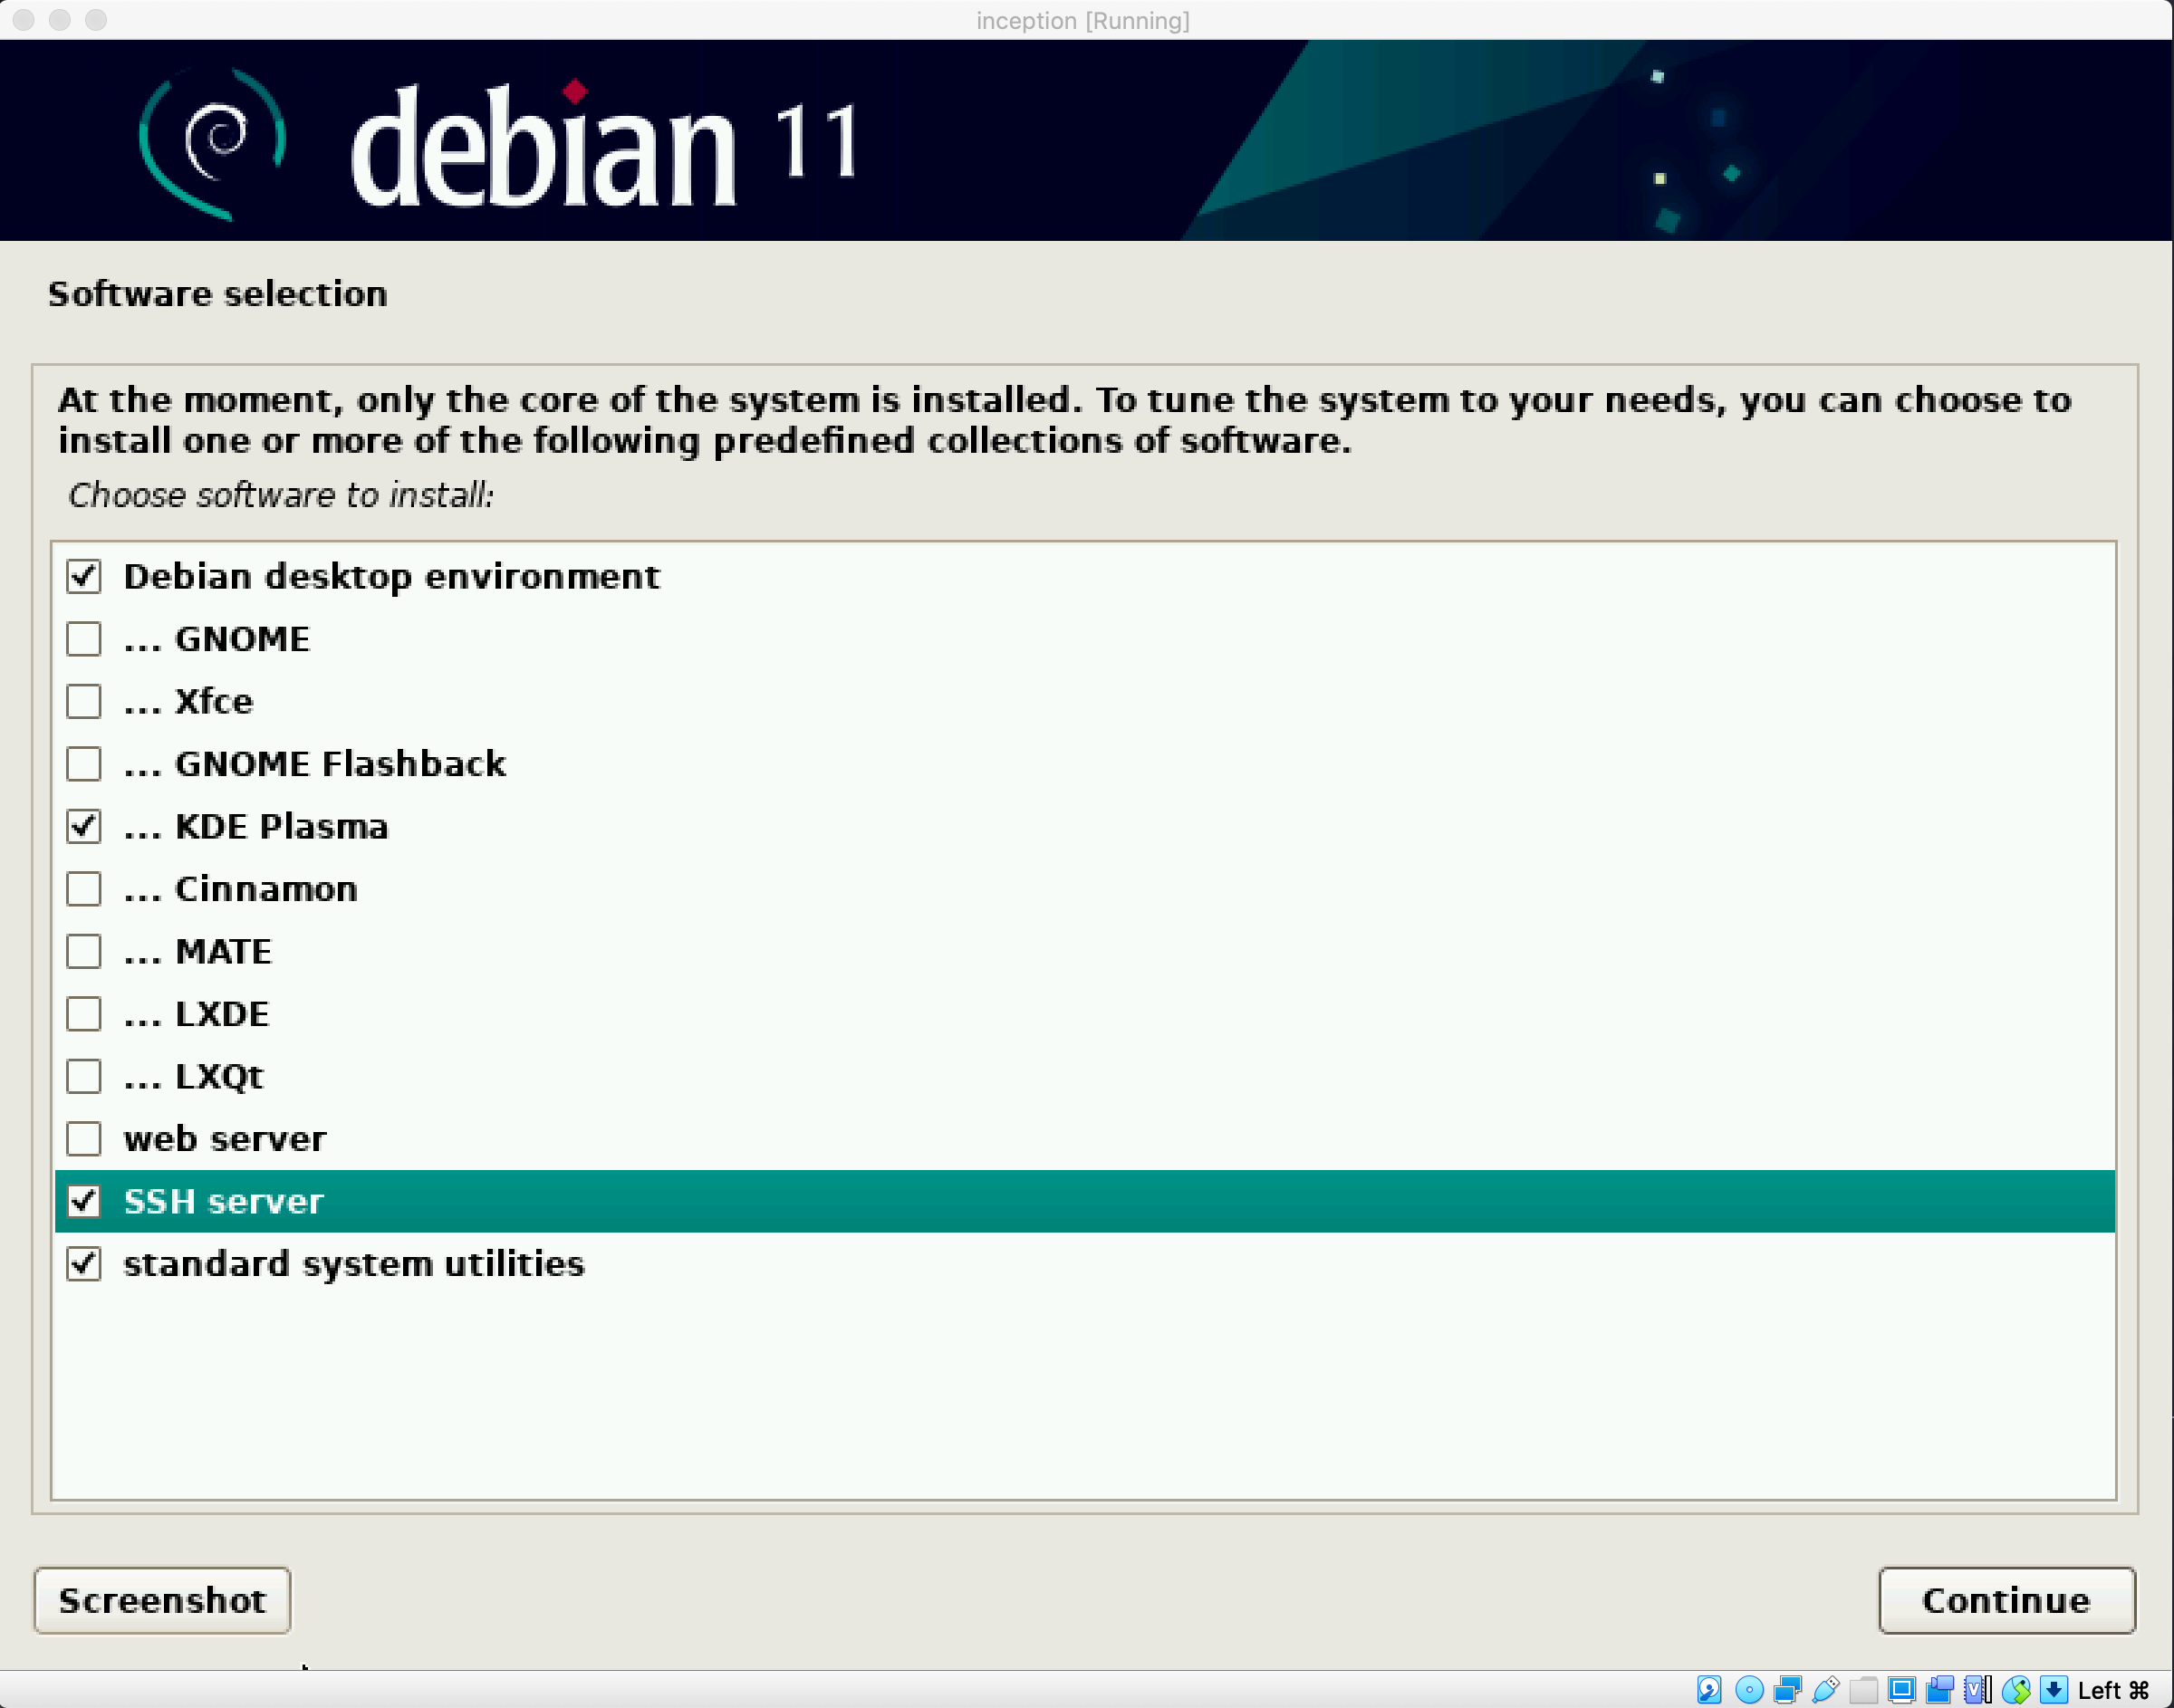 inception [Running]
debian 11
Software selection
At the moment, only the core of the system is installed. To tune the system to your needs, you can choose to
install one or more of the following predefined collections of software.
Choose software to install:
Debian desktop environment
... GNOME
... Xfce
... GNOME Flashback
... KDE Plasma
... Cinnamon
... MATE
... LXDE
... LXQt
web server
SSH server
standard system utilities
Screenshot
Continue
Left ⌘